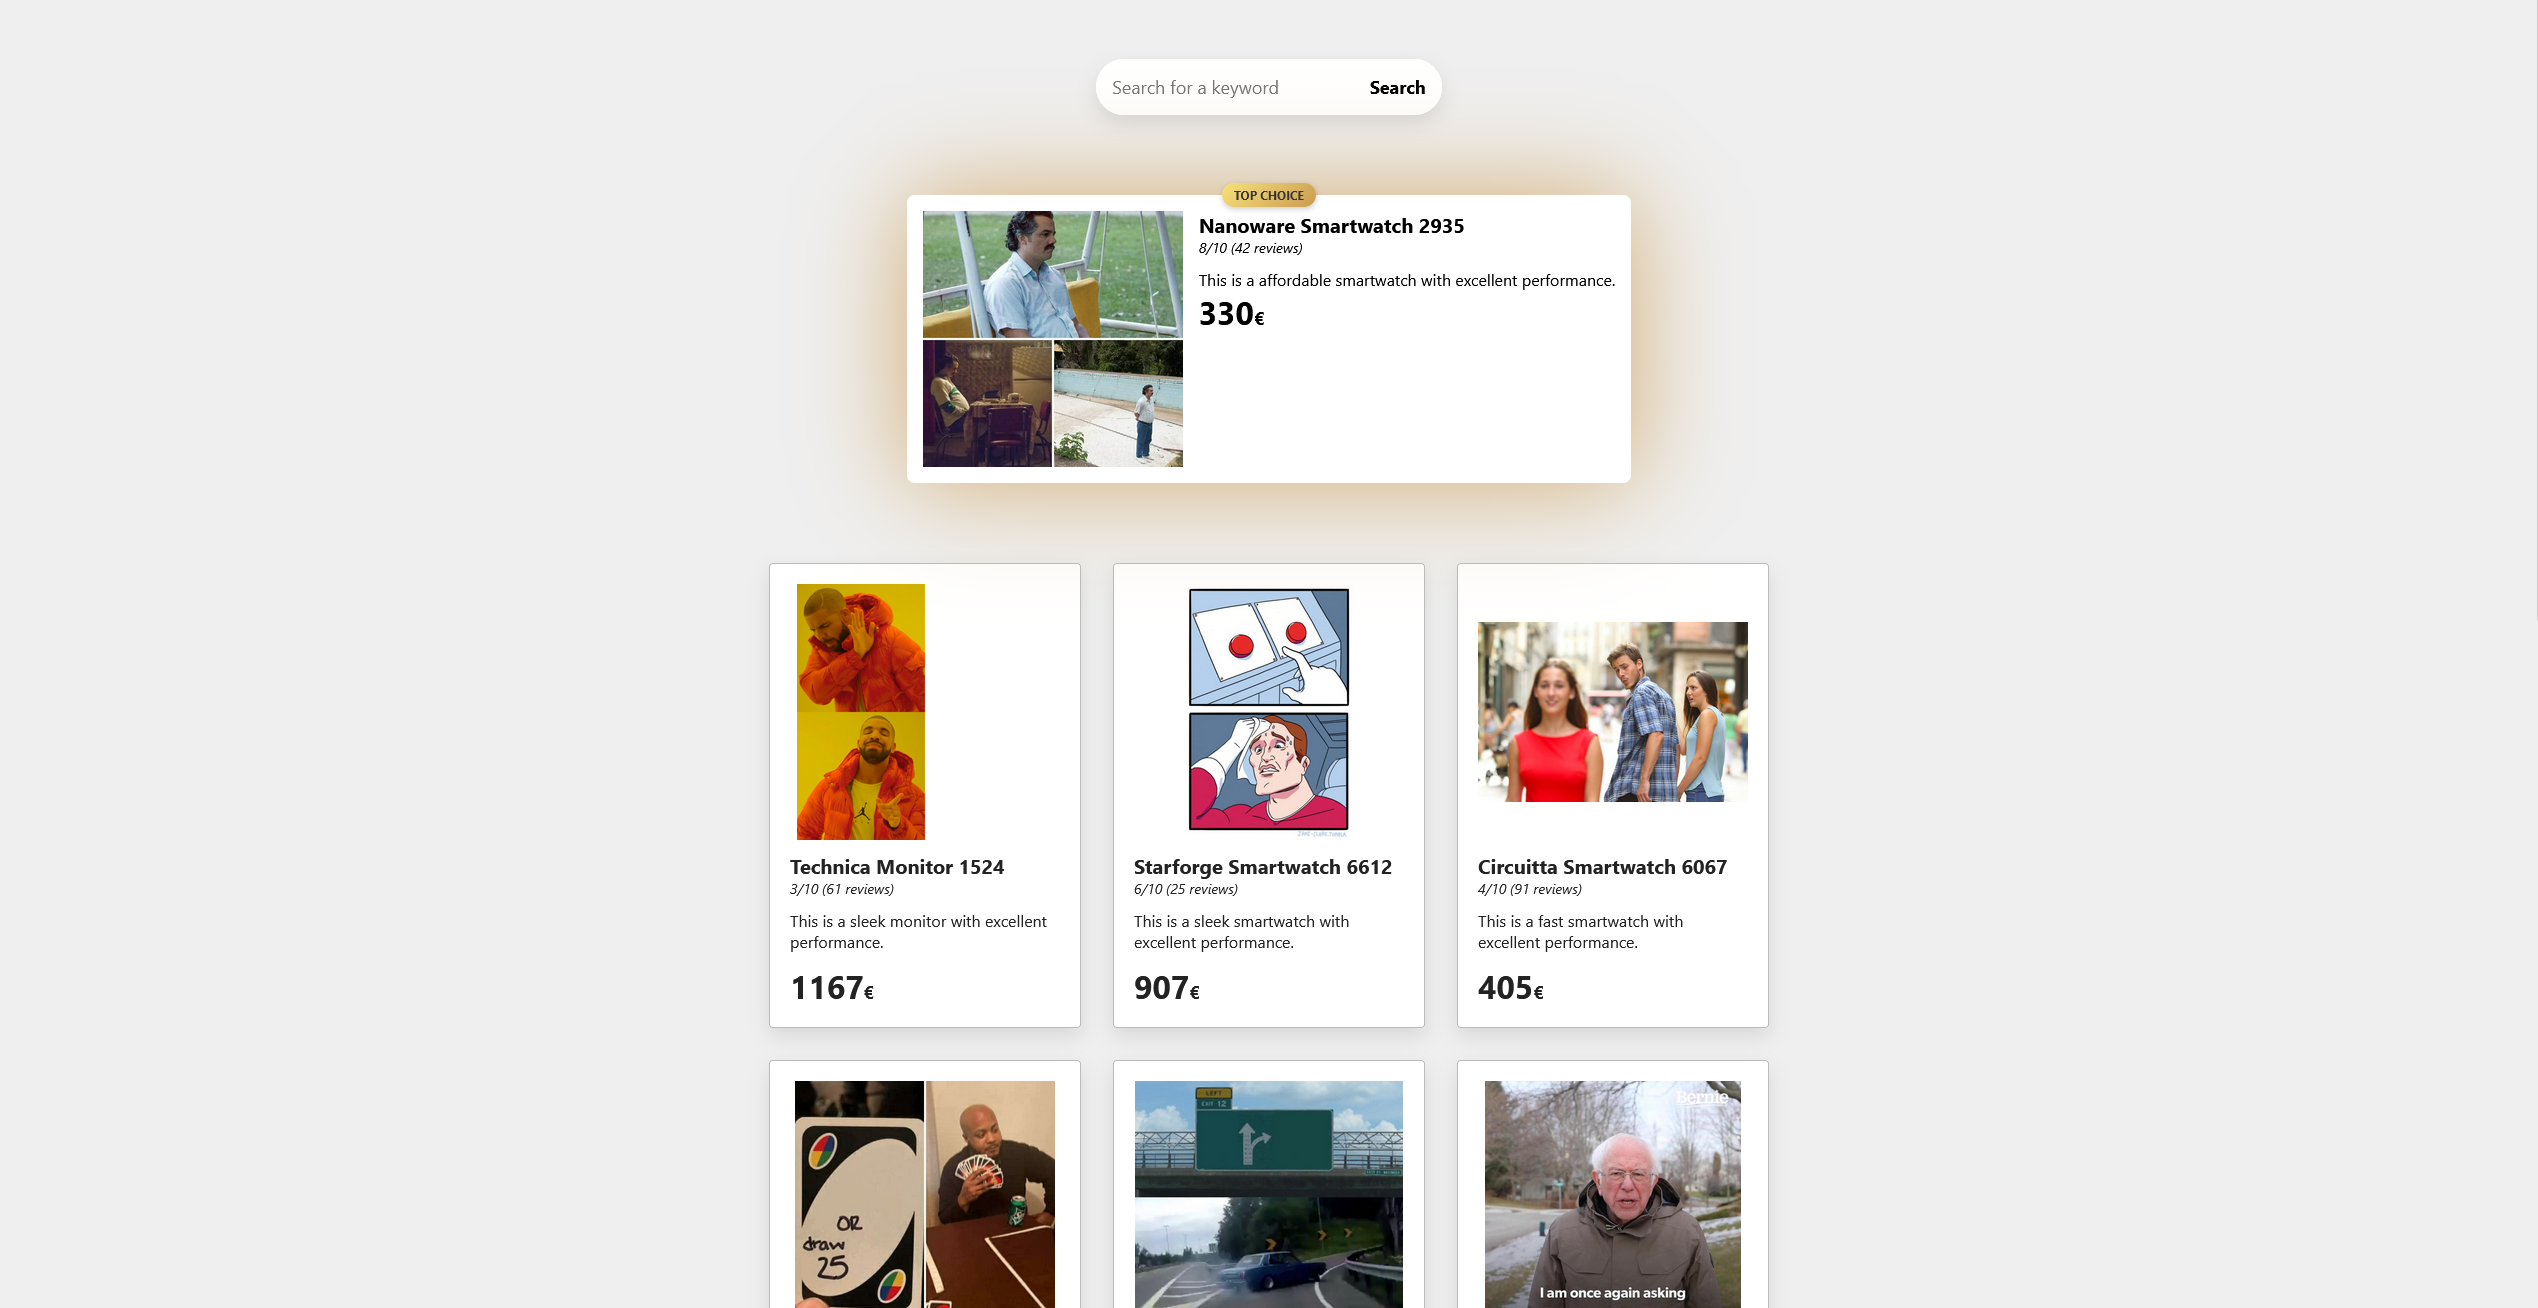 Search for a keyword
Search
TOP CHOICE
Nanoware Smartwatch 2935
8/10 (42 reviews)
This is a affordable smartwatch with excellent performance.
330€
Technica Monitor 1524
3/10 (61 reviews)
This is a sleek monitor with excellent
performance.
1167€
Starforge Smartwatch 6612
6/10 (25 reviews)
This is a sleek smartwatch with
excellent performance.
907€
Circuitta Smartwatch 6067
4/10 (91 reviews)
This is a fast smartwatch with
excellent performance.
405€
OR
draw
25
LEFT
EXIT 12
Bernie
I am once again asking